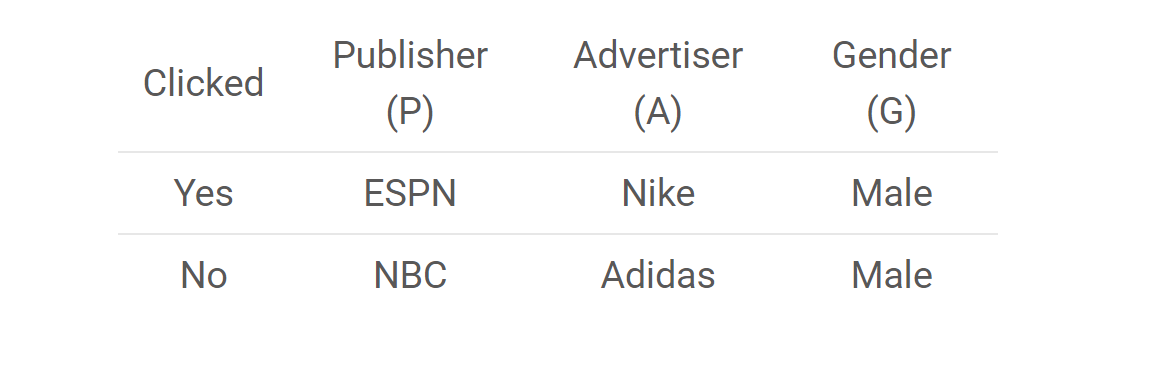 Clicked Publisher (P) Advertiser (A) Gender (G)
Yes ESPN Nike Male
No NBC Adidas Male